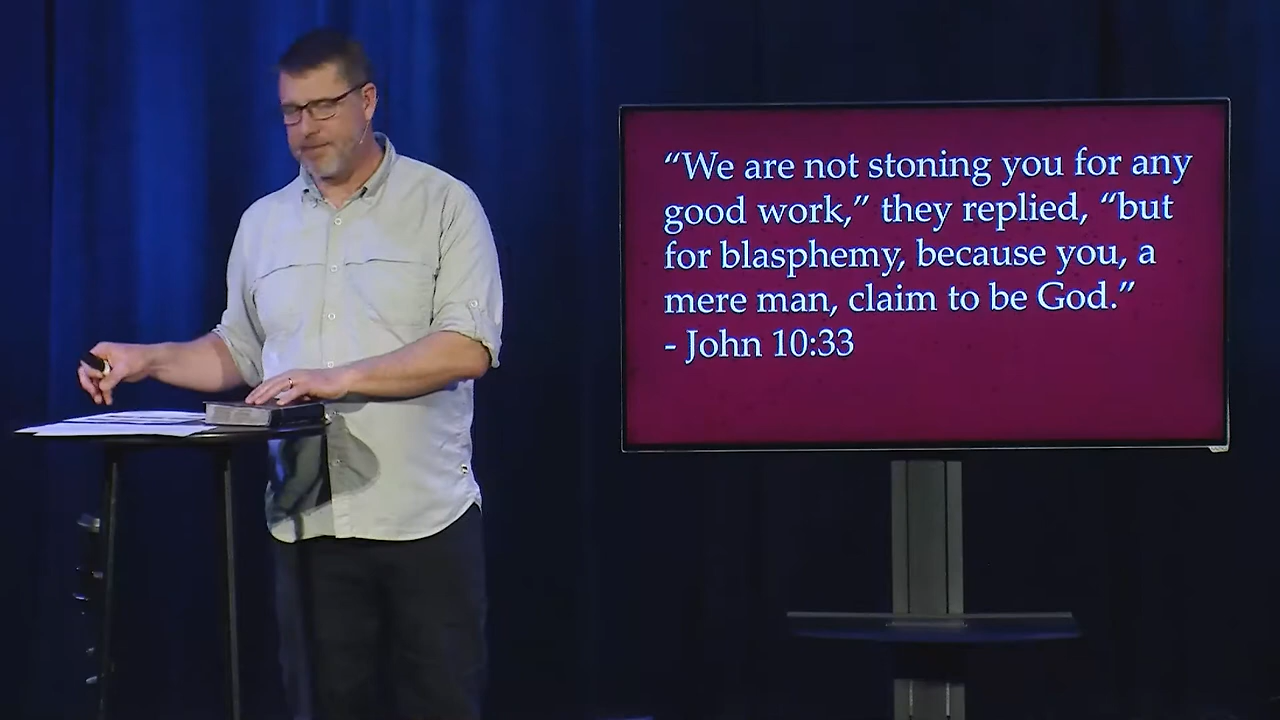 “We are not stoning you for any
good work,” they replied, “but
for blasphemy, because you, a
mere man, claim to be God.”
- John 10:33